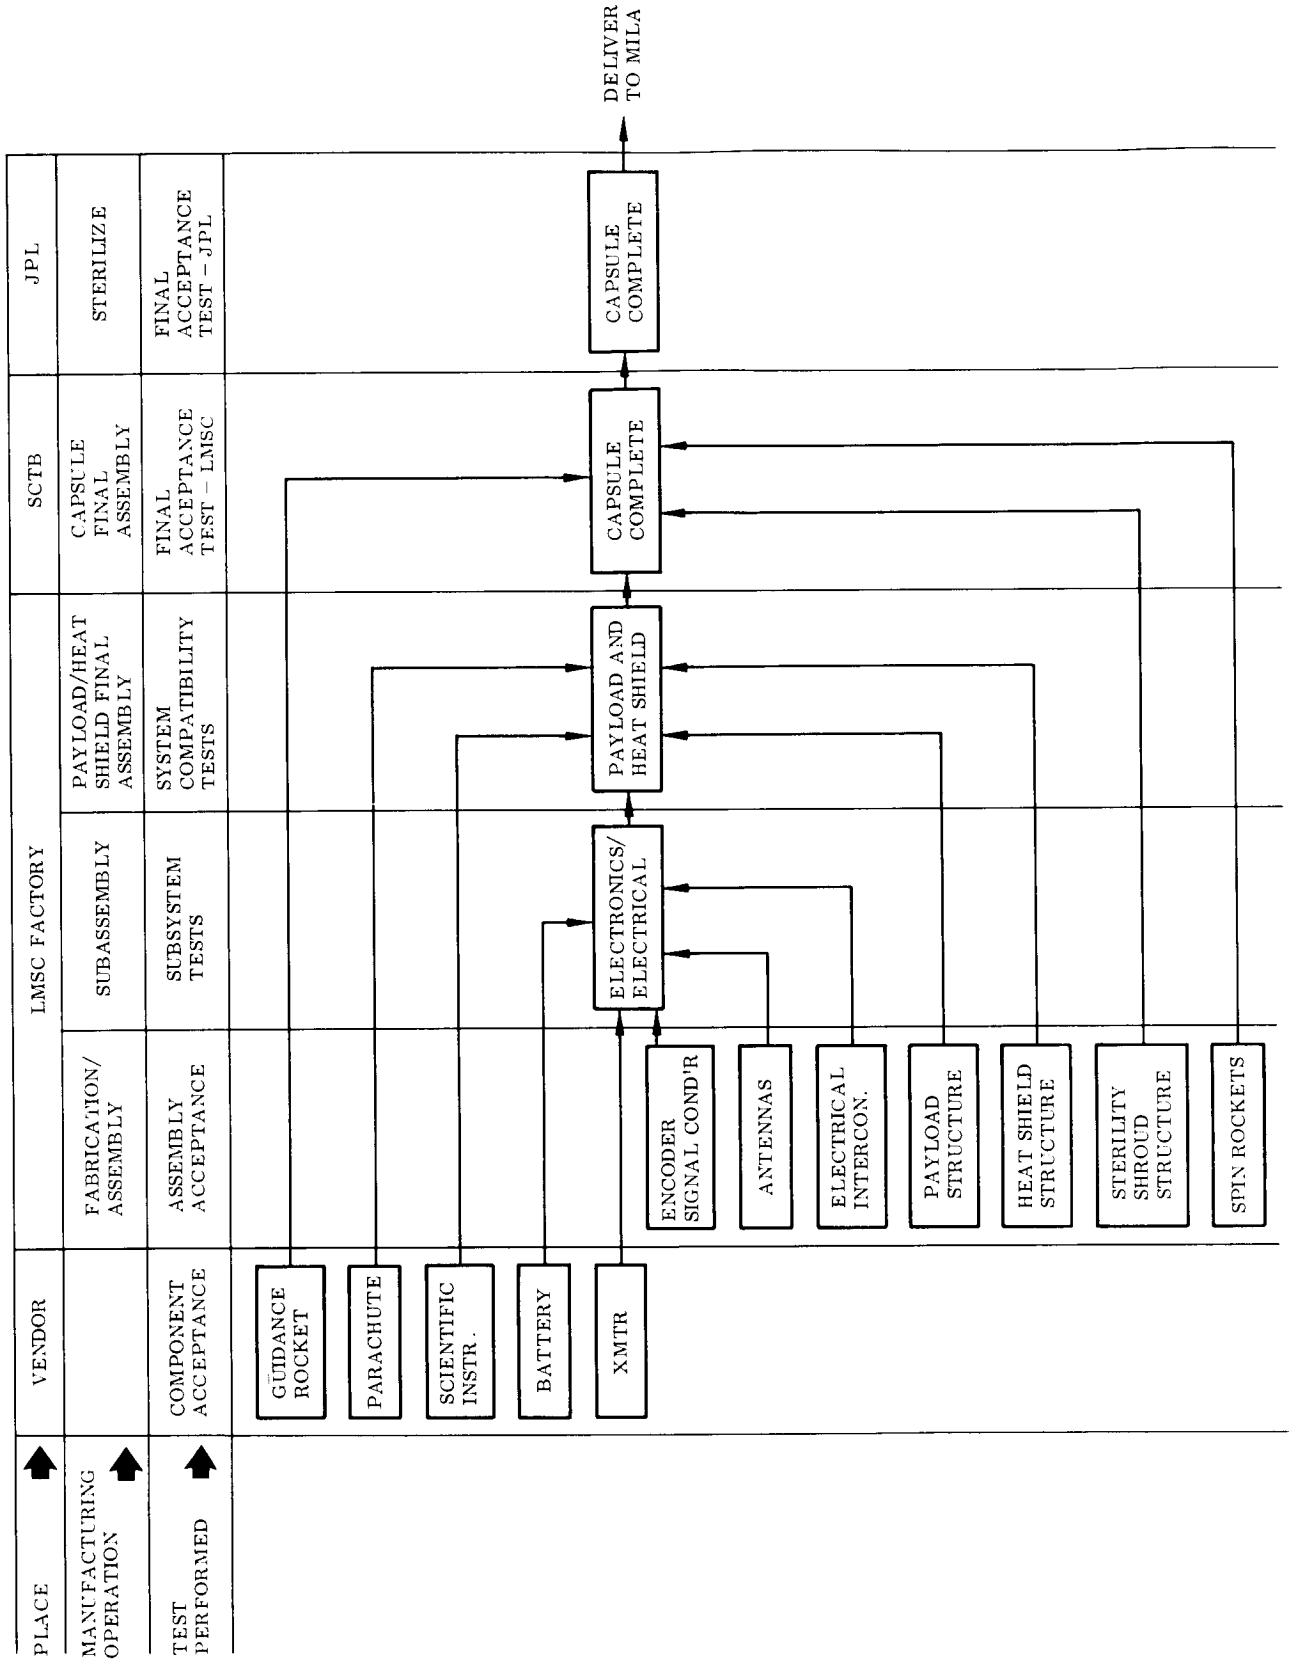 PLACE
VENDOR
LMSC FACTORY
SCTB
JPL
MANUFACTURING
OPERATION
FABRICATION/
ASSEMBLY
SUBASSEMBLY
PAYLOAD/HEAT
SHIELD FINAL
ASSEMBLY
CAPSULE
FINAL
ASSEMBLY
STERILIZE
TEST
PERFORMED
COMPONENT
ACCEPTANCE
ASSEMBLY
ACCEPTANCE
SUBSYSTEM
TESTS
SYSTEM
COMPATIBILITY
TESTS
FINAL
ACCEPTANCE
TEST – LMSC
FINAL
ACCEPTANCE
TEST – JPL
GUIDANCE
ROCKET
PARACHUTE
SCIENTIFIC
INSTR.
BATTERY
XMTR
ELECTRONICS/
ELECTRICAL
PAYLOAD AND
HEAT SHIELD
CAPSULE
COMPLETE
CAPSULE
COMPLETE
DELIVER
TO MILA
ENCODER
SIGNAL COND'R
ANTENNAS
ELECTRICAL
INTERCON.
PAYLOAD
STRUCTURE
HEAT SHIELD
STRUCTURE
STERILITY
SHROUD
STRUCTURE
SPIN ROCKETS